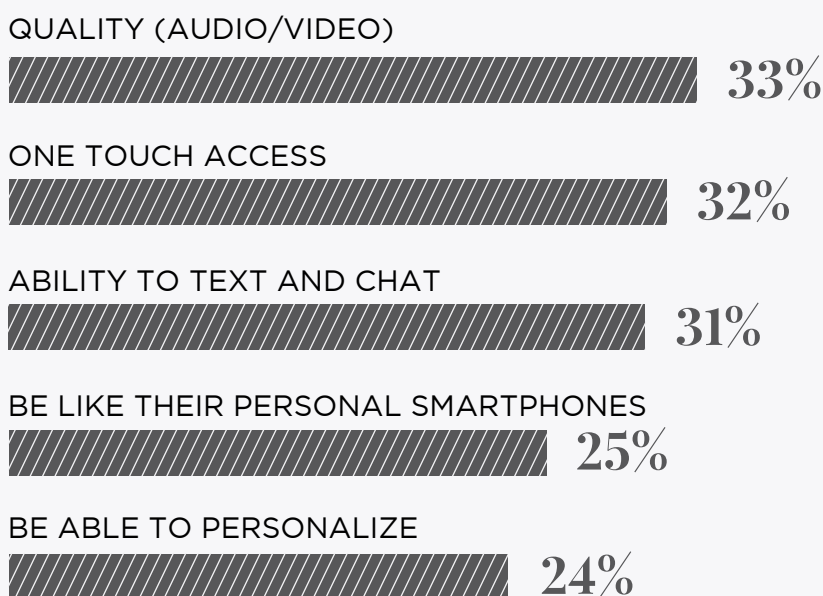 QUALITY (AUDIO/VIDEO)
33%
ONE TOUCH ACCESS
32%
ABILITY TO TEXT AND CHAT
31%
BE LIKE THEIR PERSONAL SMARTPHONES
25%
BE ABLE TO PERSONALIZE
24%